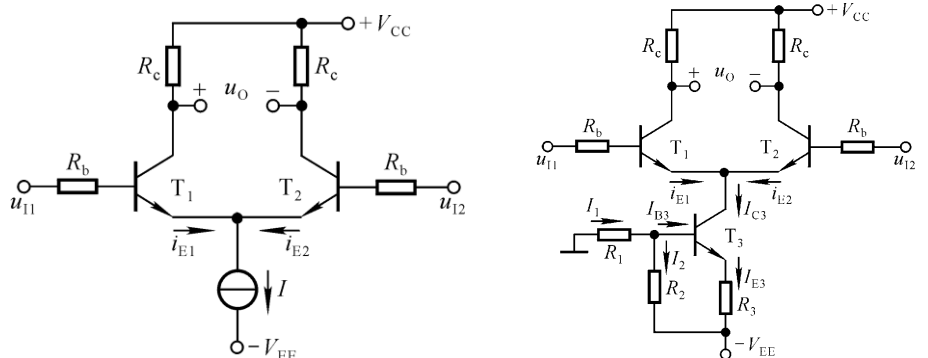 +V_CC
R_c
R_c
+ u_O −
R_b
T_1
T_2
R_b
u_I1
u_I2
i_E1
i_E2
I
−V_EE
+V_CC
R_c
R_c
+ u_O −
R_b
T_1
T_2
R_b
u_I1
u_I2
i_E1
i_E2
I_1
I_B3
I_C3
T_3
R_1
I_2
I_E3
R_2
R_3
−V_EE